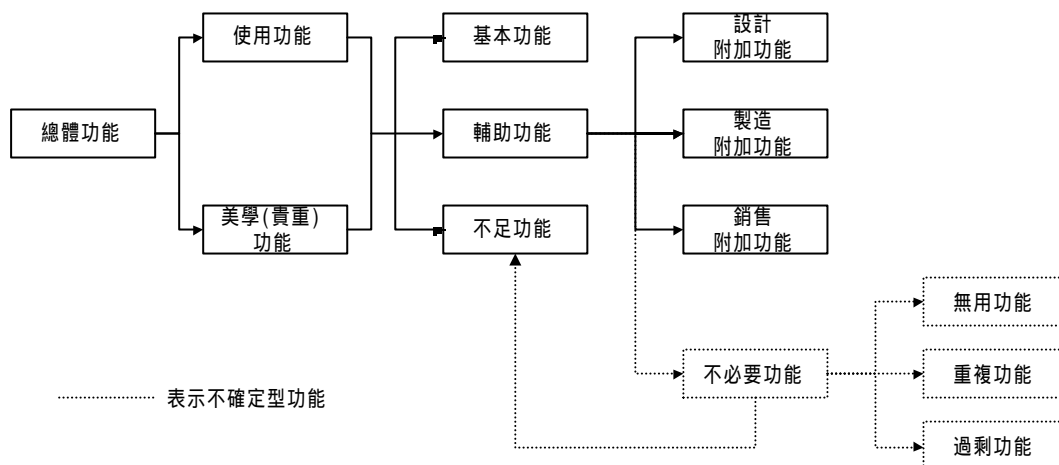 使用功能
基本功能
設計
附加功能
總體功能
輔助功能
製造
附加功能
美學(貴重)
功能
不足功能
銷售
附加功能
無用功能
不必要功能
重複功能
表示不確定型功能
過剩功能